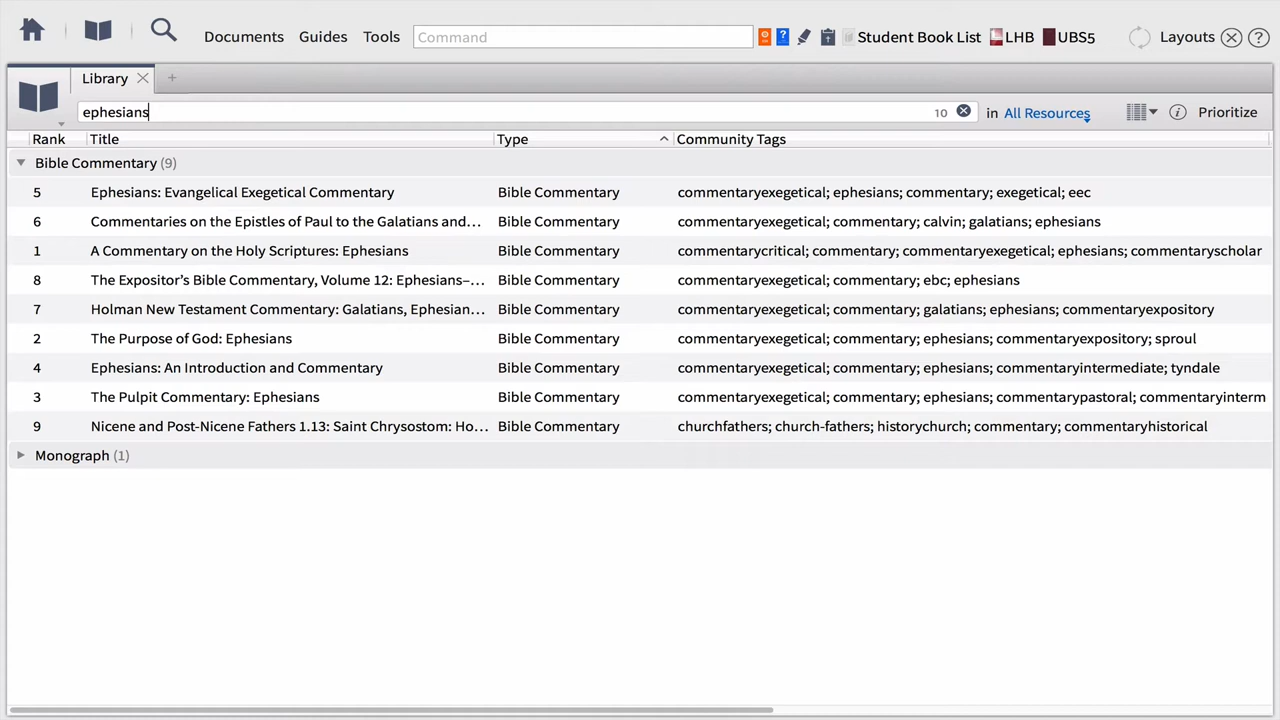 Documents Guides Tools Command Student Book List LHB UBS5 Layouts
Library
ephesians 10 in All Resources Prioritize
Rank Title Type Community Tags
Bible Commentary (9)
5 Ephesians: Evangelical Exegetical Commentary Bible Commentary commentaryexegetical; ephesians; commentary; exegetical; eec
6 Commentaries on the Epistles of Paul to the Galatians and... Bible Commentary commentaryexegetical; commentary; calvin; galatians; ephesians
1 A Commentary on the Holy Scriptures: Ephesians Bible Commentary commentarycritical; commentary; commentaryexegetical; ephesians; commentaryscholar
8 The Expositor's Bible Commentary, Volume 12: Ephesians–... Bible Commentary commentaryexegetical; commentary; ebc; ephesians
7 Holman New Testament Commentary: Galatians, Ephesian... Bible Commentary commentaryexegetical; commentary; galatians; ephesians; commentaryexpository
2 The Purpose of God: Ephesians Bible Commentary commentaryexegetical; commentary; ephesians; commentaryexpository; sproul
4 Ephesians: An Introduction and Commentary Bible Commentary commentaryexegetical; commentary; ephesians; commentaryintermediate; tyndale
3 The Pulpit Commentary: Ephesians Bible Commentary commentaryexegetical; commentary; ephesians; commentarypastoral; commentaryinterm
9 Nicene and Post-Nicene Fathers 1.13: Saint Chrysostom: Ho... Bible Commentary churchfathers; church-fathers; historychurch; commentary; commentaryhistorical
Monograph (1)